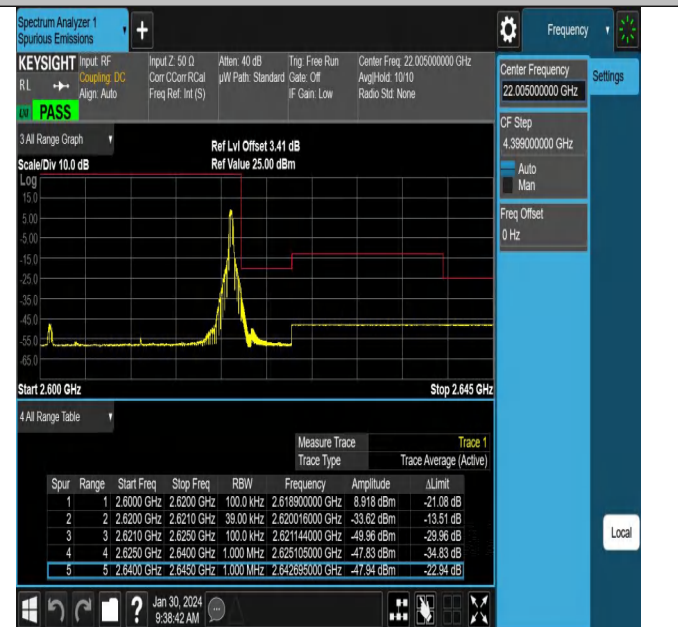 Spectrum Analyzer 1
Spurious Emissions
Frequency
KEYSIGHT
RL
Input: RF
Coupling: DC
Align: Auto
Input Z: 50 Ω
Corr CCorr RCal
Freq Ref: Int (S)
Atten: 40 dB
µW Path: Standard
Trig: Free Run
Gate: Off
IF Gain: Low
Center Freq: 22.005000000 GHz
Avg|Hold: 10/10
Radio Std: None
PASS
Center Frequency
22.005000000 GHz
Settings
CF Step
4.399000000 GHz
Auto
Man
Freq Offset
0 Hz
3 All Range Graph
Ref Lvl Offset 3.41 dB
Scale/Div 10.0 dB
Ref Value 25.00 dBm
Log
15.0
5.00
-5.00
-15.0
-25.0
-35.0
-45.0
-55.0
-65.0
Start 2.600 GHz
Stop 2.645 GHz
4 All Range Table
Measure Trace Trace 1
Trace Type Trace Average (Active)
Spur Range Start Freq Stop Freq RBW Frequency Amplitude ΔLimit
1 1 2.6000 GHz 2.6200 GHz 100.0 kHz 2.618900000 GHz 8.918 dBm -21.08 dB
2 2 2.6200 GHz 2.6210 GHz 39.00 kHz 2.620016000 GHz -33.62 dBm -13.51 dB
3 3 2.6210 GHz 2.6250 GHz 100.0 kHz 2.621144000 GHz -49.96 dBm -29.96 dB
4 4 2.6250 GHz 2.6400 GHz 1.000 MHz 2.625105000 GHz -47.83 dBm -34.83 dB
5 5 2.6400 GHz 2.6450 GHz 1.000 MHz 2.642695000 GHz -47.94 dBm -22.94 dB
Local
Jan 30, 2024
9:38:42 AM